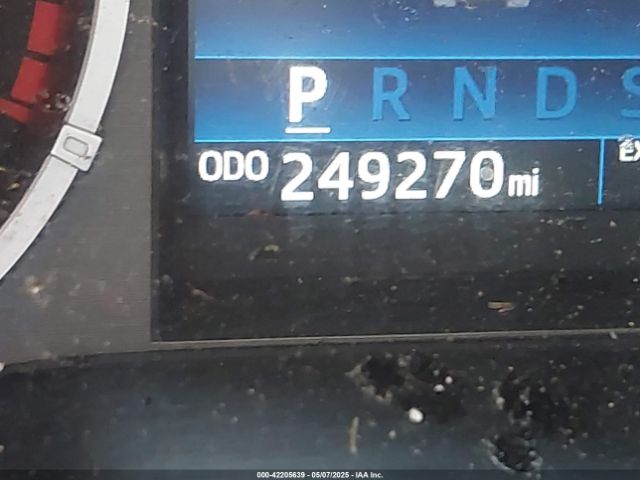 P R N D S
ODO 249270 mi
000-42205639 - 05/07/2025 - IAA Inc.